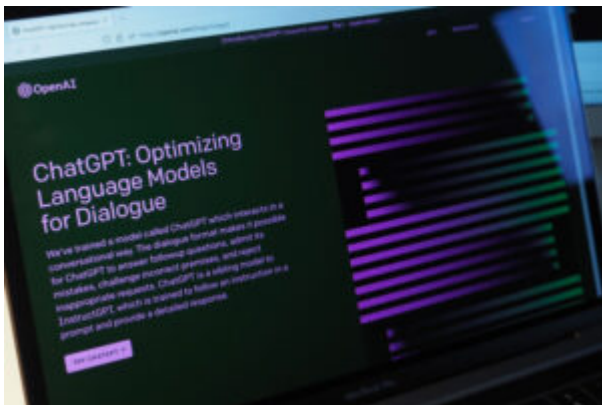 OpenAI
ChatGPT: Optimizing
Language Models
for Dialogue
We've trained a model called ChatGPT which interacts in a
conversational way. The dialogue format makes it possible
for ChatGPT to answer followup questions, admit its
mistakes, challenge incorrect premises, and reject
inappropriate requests. ChatGPT is a sibling model to
InstructGPT, which is trained to follow an instruction in a
prompt and provide a detailed response.